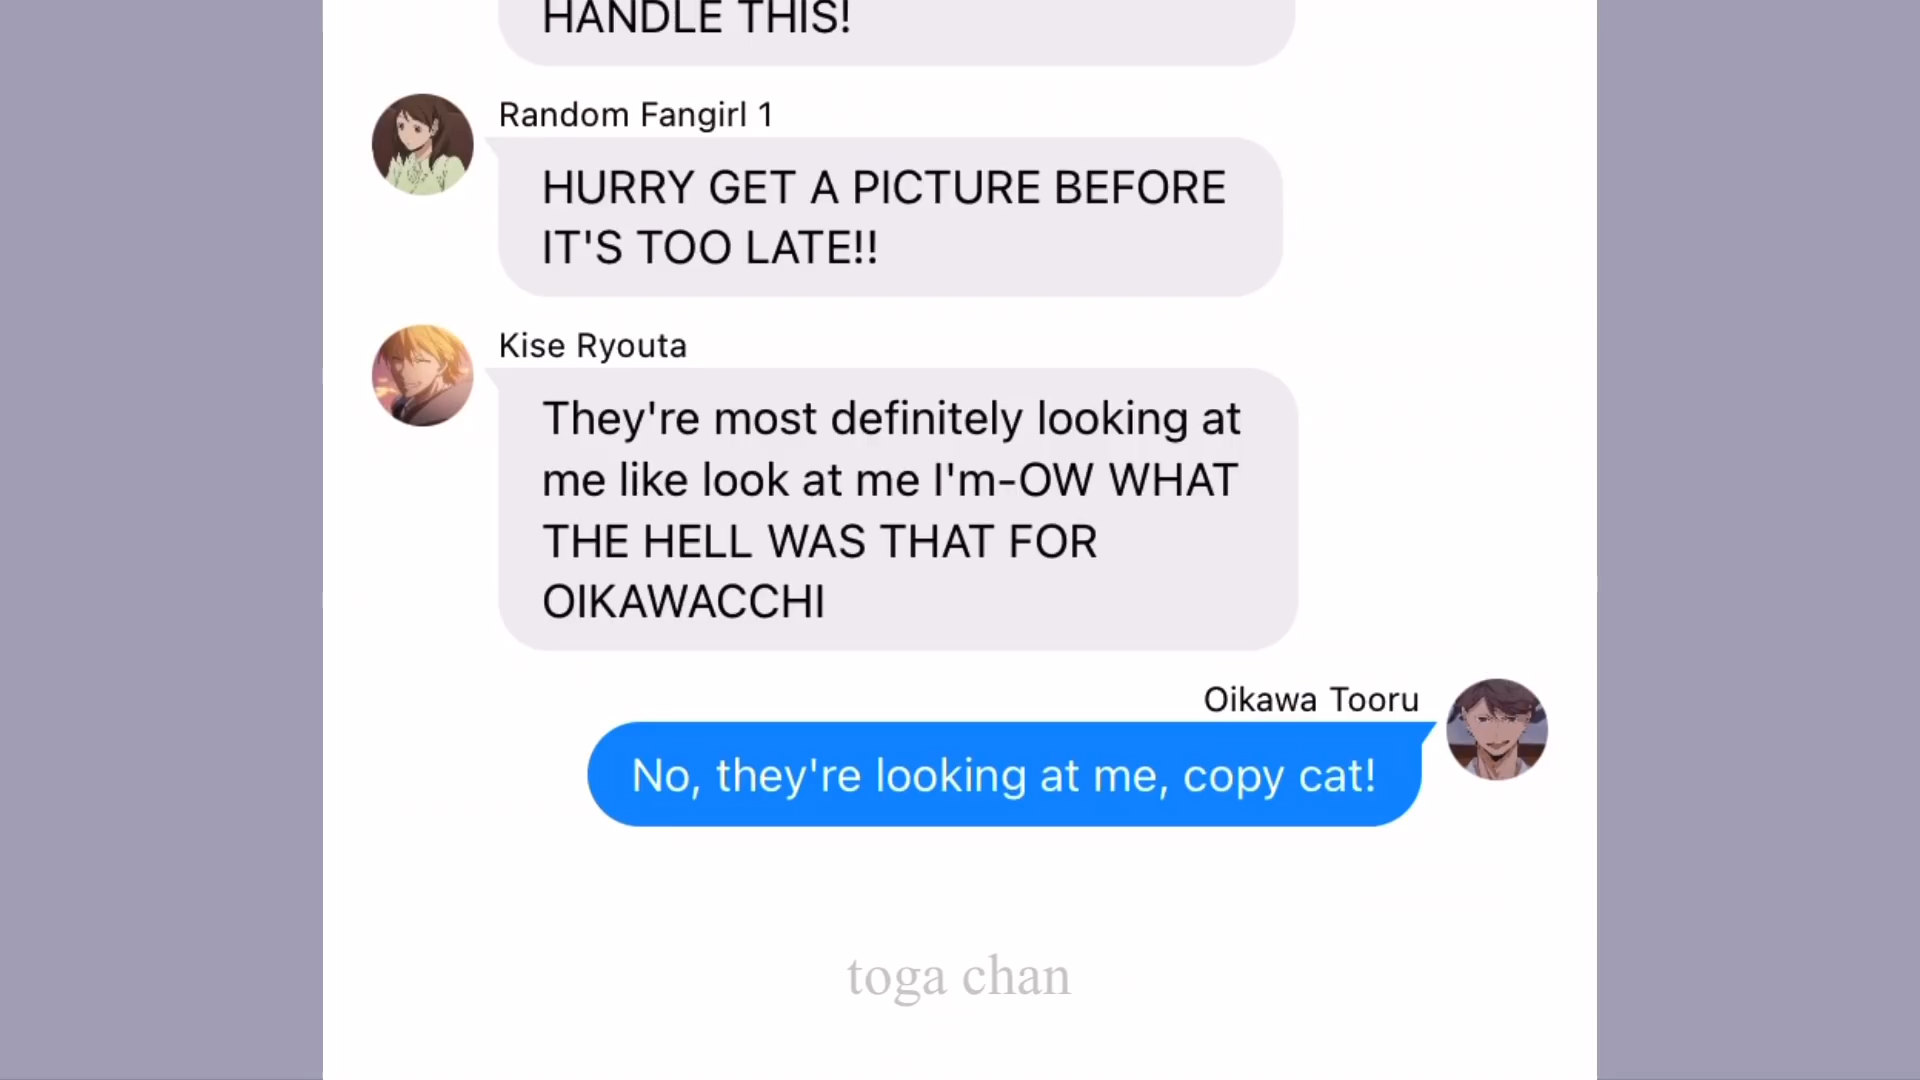 HANDLE THIS!
Random Fangirl 1
HURRY GET A PICTURE BEFORE
IT'S TOO LATE!!
Kise Ryouta
They're most definitely looking at
me like look at me I'm-OW WHAT
THE HELL WAS THAT FOR
OIKAWACCHI
Oikawa Tooru
No, they're looking at me, copy cat!
toga chan